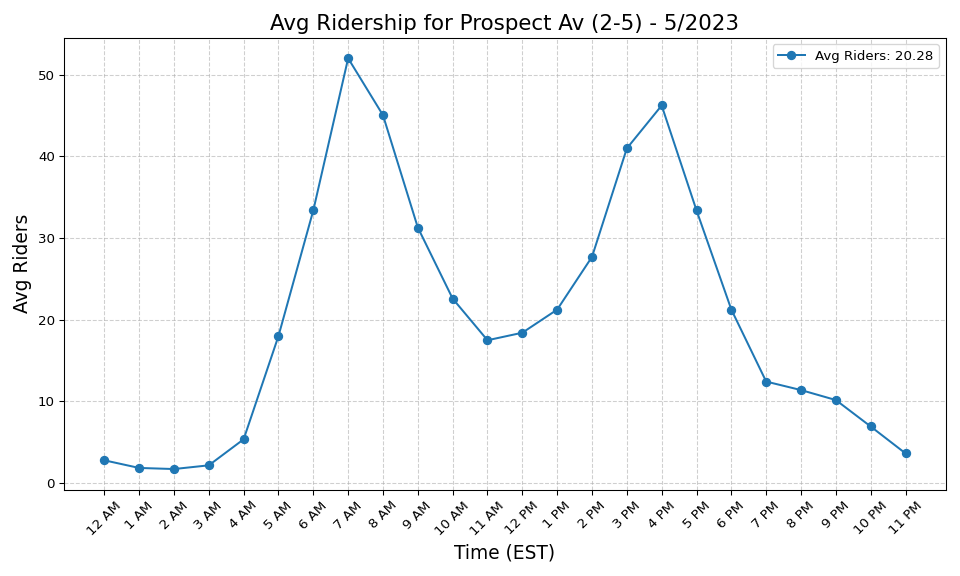 Avg Ridership for Prospect Av (2-5) - 5/2023
Avg Riders: 20.28
50
40
30
20
10
0
Avg Riders
12 AM
1 AM
2 AM
3 AM
4 AM
5 AM
6 AM
7 AM
8 AM
9 AM
10 AM
11 AM
12 PM
1 PM
2 PM
3 PM
4 PM
5 PM
6 PM
7 PM
8 PM
9 PM
10 PM
11 PM
Time (EST)